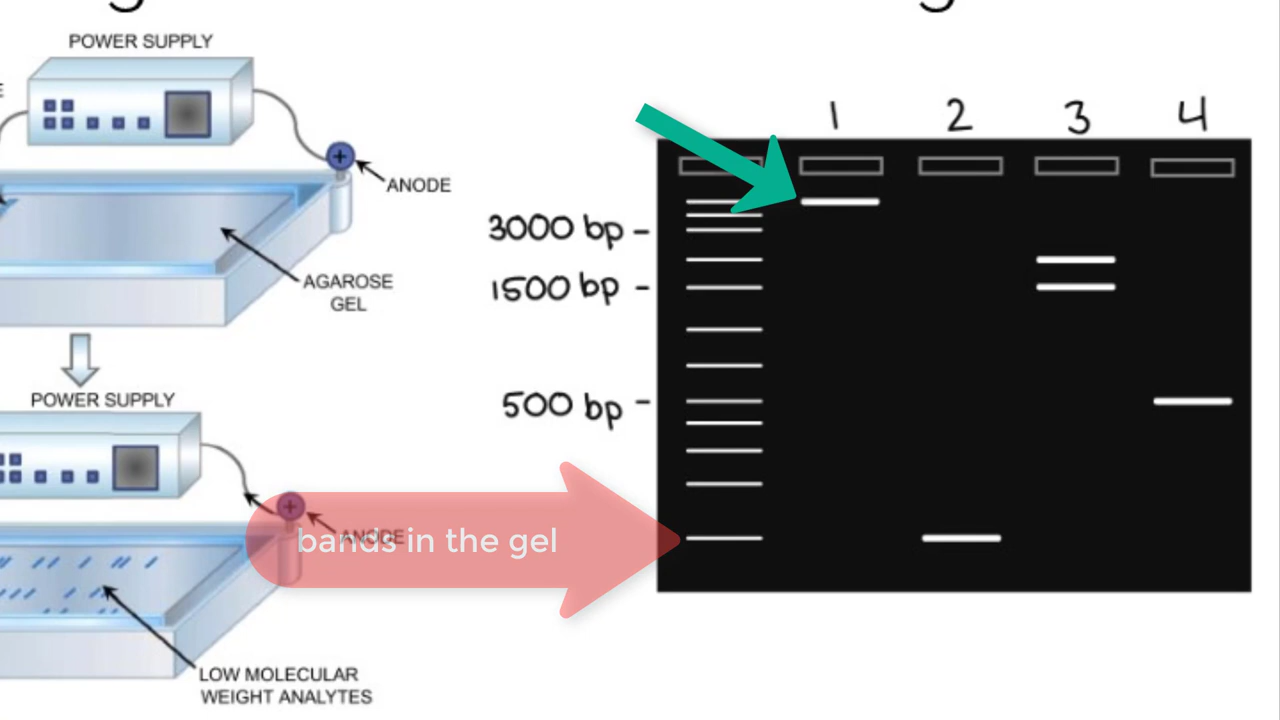 POWER SUPPLY
ANODE
AGAROSE
GEL
POWER SUPPLY
ANODE
LOW MOLECULAR
WEIGHT ANALYTES
bands in the gel
1 2 3 4
3000 bp -
1500 bp -
500 bp -